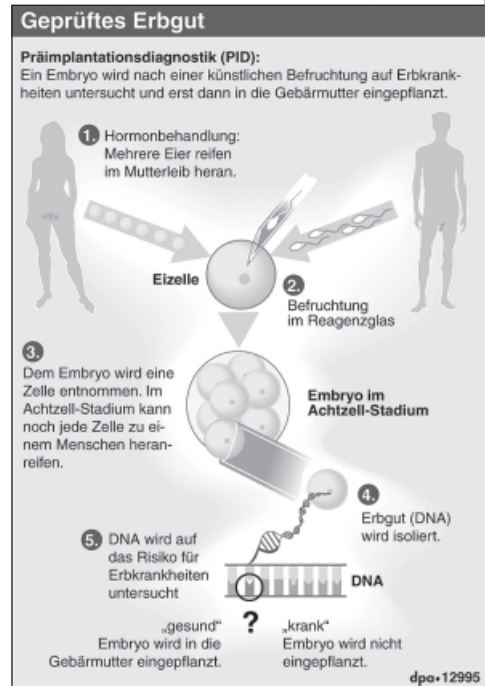 Geprüftes Erbgut
Präimplantationsdiagnostik (PID):
Ein Embryo wird nach einer künstlichen Befruchtung auf Erbkrank-
heiten untersucht und erst dann in die Gebärmutter eingepflanzt.
1. Hormonbehandlung:
Mehrere Eier reifen
im Mutterleib heran.
Eizelle
2.
Befruchtung
im Reagenzglas
3.
Dem Embryo wird eine
Zelle entnommen. Im
Achtzell-Stadium kann
noch jede Zelle zu ei-
nem Menschen heran-
reifen.
Embryo im
Achtzell-Stadium
4.
Erbgut (DNA)
wird isoliert.
5. DNA wird auf
das Risiko für
Erbkrankheiten
untersucht
DNA
„gesund“
Embryo wird in die
Gebärmutter eingepflanzt.
?
„krank“
Embryo wird nicht
eingepflanzt.
dpa•12995